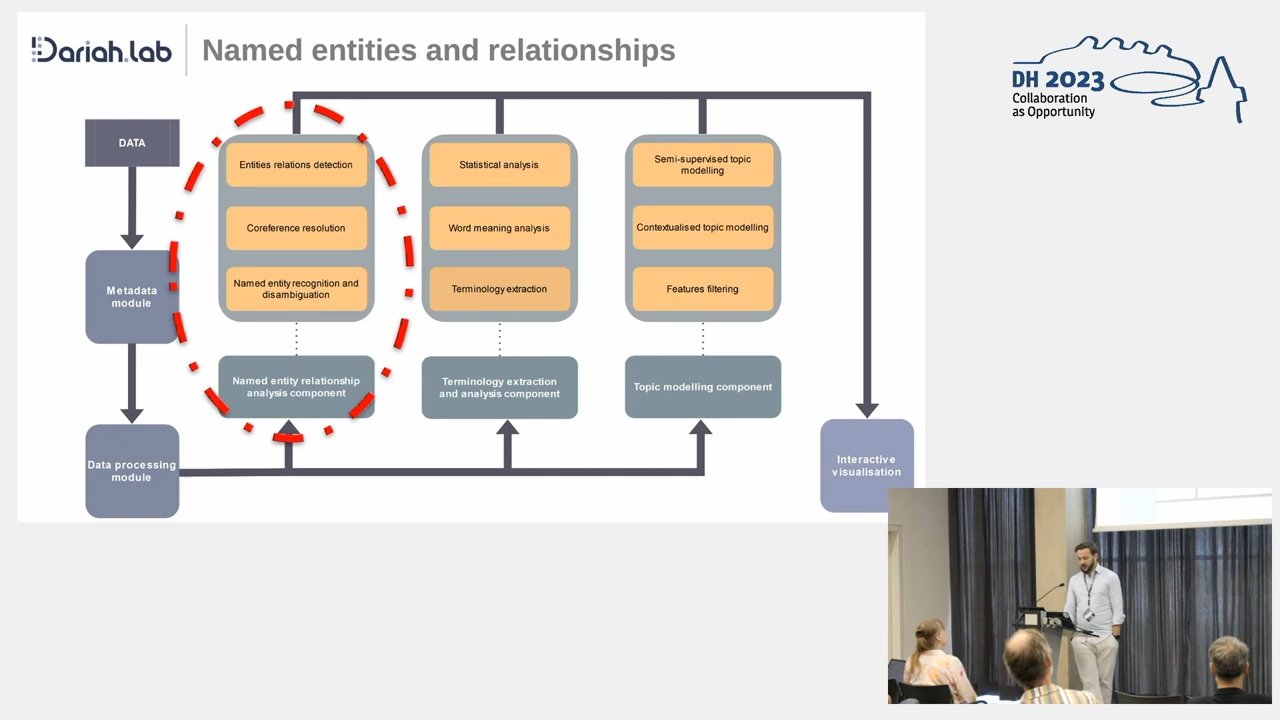 Dariah.lab
Named entities and relationships
DH 2023
Collaboration
as Opportunity
DATA
Metadata
module
Data processing
module
Entities relations detection
Coreference resolution
Named entity recognition and
disambiguation
Named entity relationship
analysis component
Statistical analysis
Word meaning analysis
Terminology extraction
Terminology extraction
and analysis component
Semi-supervised topic
modelling
Contextualised topic modelling
Features filtering
Topic modelling component
Interactive
visualisation